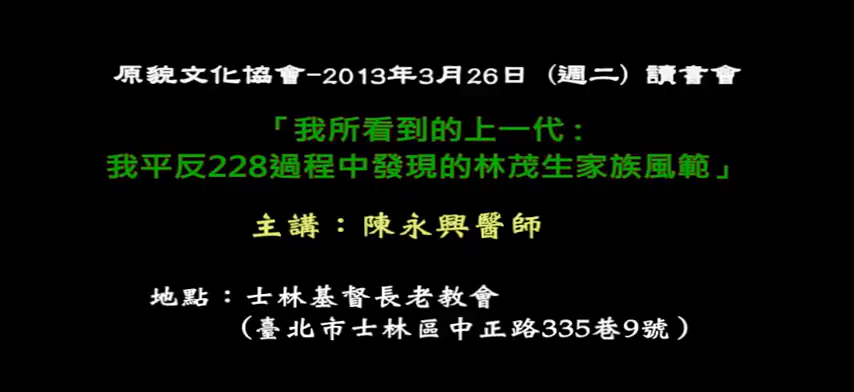 原貌文化協會-2013年3月26日（週二）讀書會
「我所看到的上一代：
我平反228過程中發現的林茂生家族風範」
主講：陳永興醫師
地點：士林基督長老教會
（臺北市士林區中正路335巷9號）